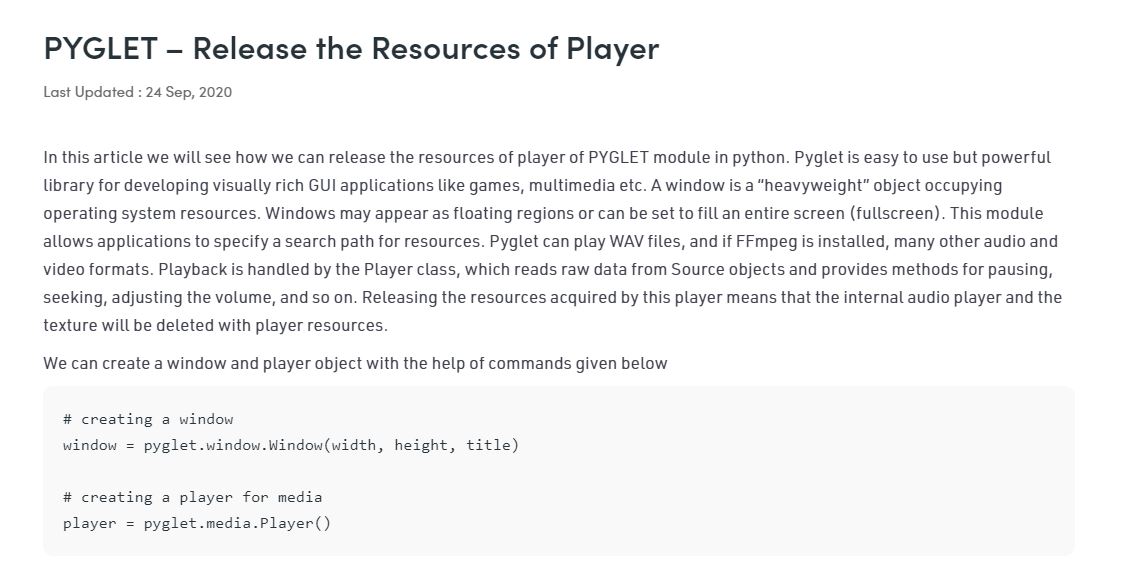 PYGLET – Release the Resources of Player
Last Updated : 24 Sep, 2020
In this article we will see how we can release the resources of player of PYGLET module in python. Pyglet is easy to use but powerful
library for developing visually rich GUI applications like games, multimedia etc. A window is a “heavyweight” object occupying
operating system resources. Windows may appear as floating regions or can be set to fill an entire screen (fullscreen). This module
allows applications to specify a search path for resources. Pyglet can play WAV files, and if FFmpeg is installed, many other audio and
video formats. Playback is handled by the Player class, which reads raw data from Source objects and provides methods for pausing,
seeking, adjusting the volume, and so on. Releasing the resources acquired by this player means that the internal audio player and the
texture will be deleted with player resources.
We can create a window and player object with the help of commands given below
# creating a window
window = pyglet.window.Window(width, height, title)
# creating a player for media
player = pyglet.media.Player()